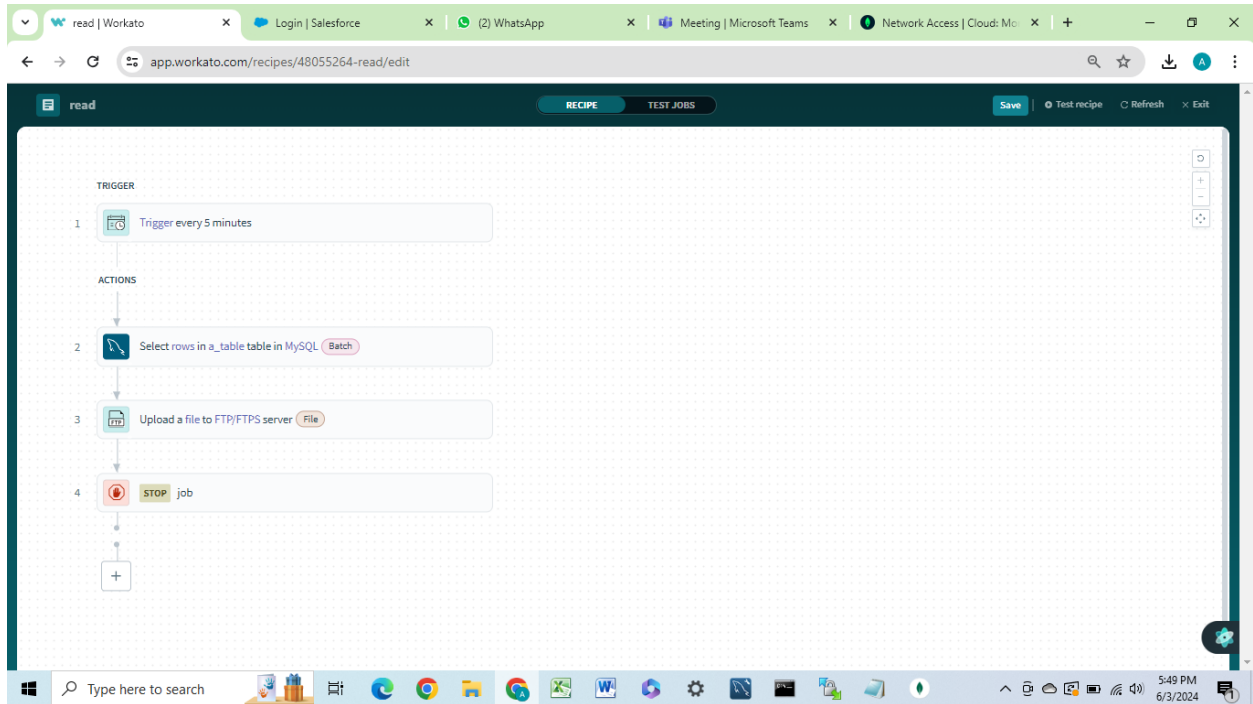 read | Workato
Login | Salesforce
(2) WhatsApp
Meeting | Microsoft Teams
Network Access | Cloud: Mo
app.workato.com/recipes/48055264-read/edit
A
read
RECIPE
TEST JOBS
Save
Test recipe
Refresh
Exit
TRIGGER
1 Trigger every 5 minutes
ACTIONS
2 Select rows in a_table table in MySQL Batch
3 FTP Upload a file to FTP/FTPS server File
4 STOP job
Type here to search
5:49 PM
6/3/2024
1